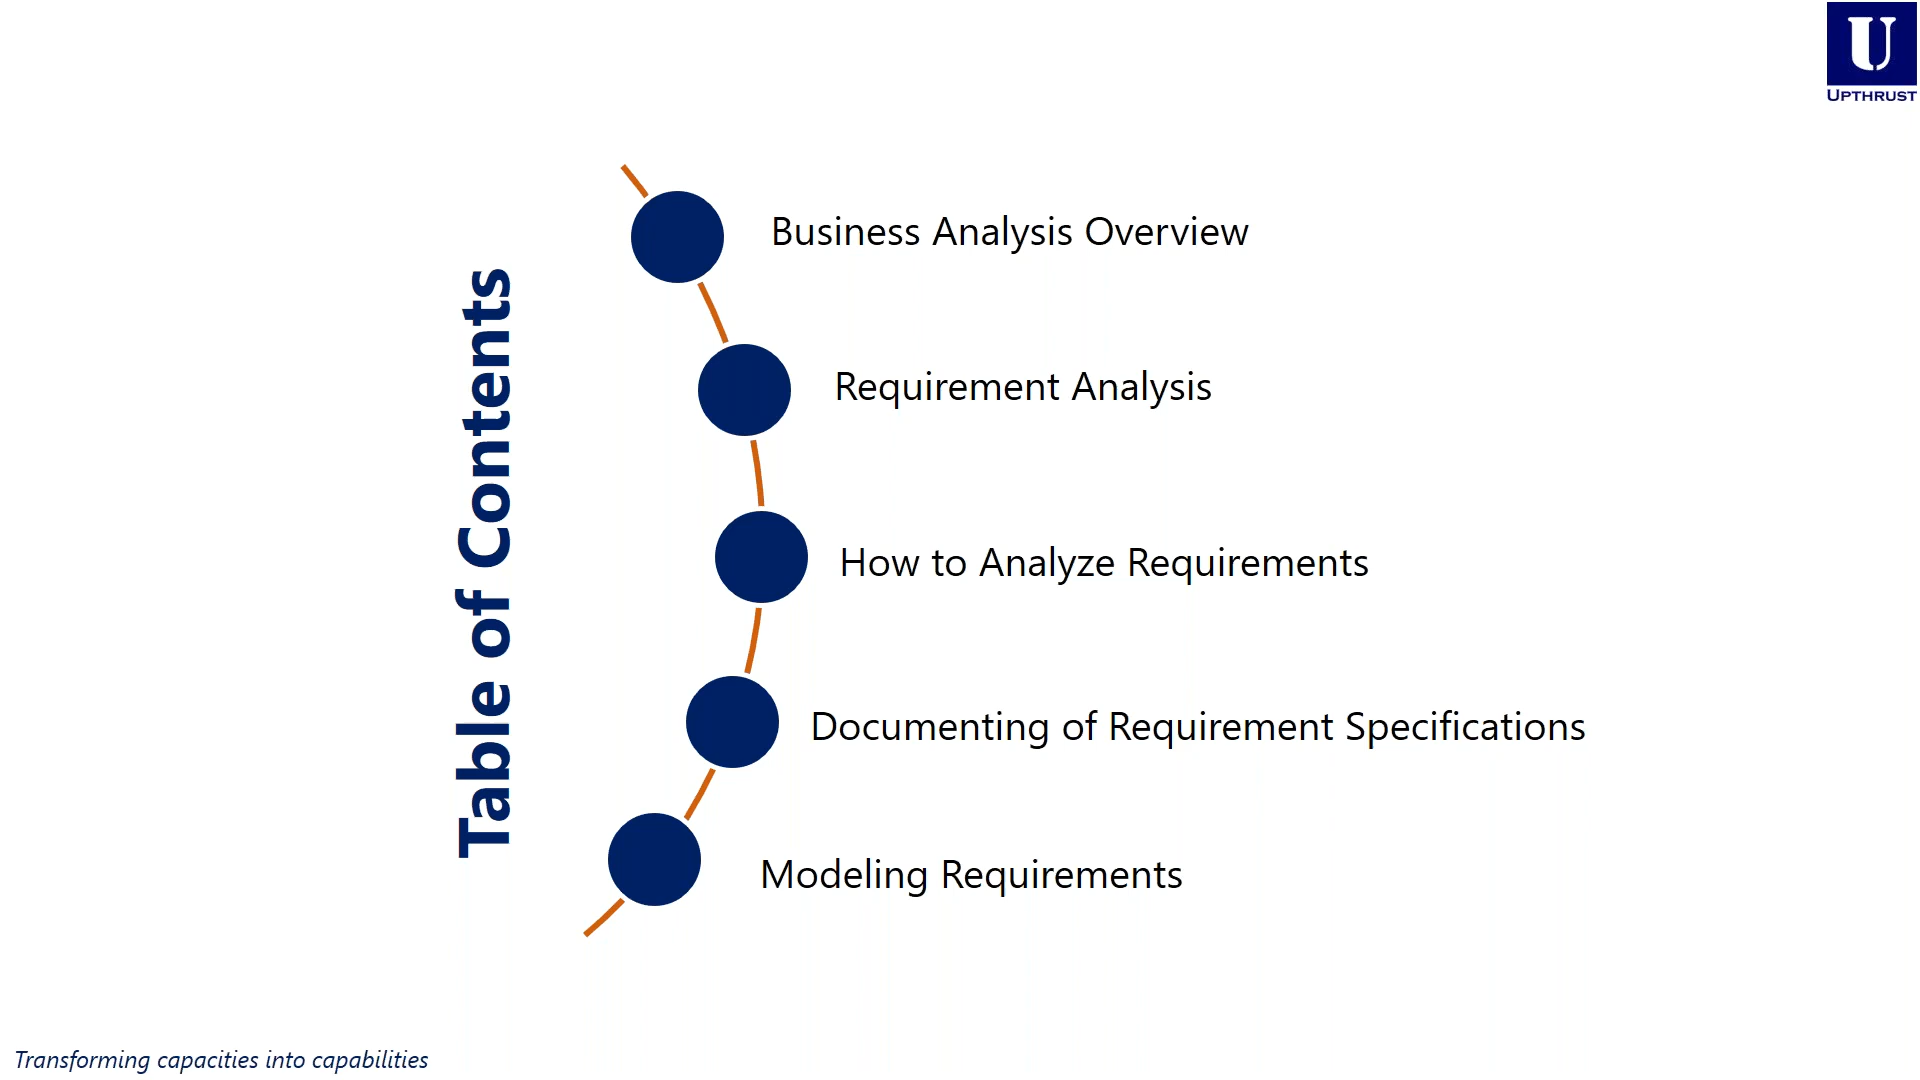 U
UPTHRUST
Table of Contents
Business Analysis Overview
Requirement Analysis
How to Analyze Requirements
Documenting of Requirement Specifications
Modeling Requirements
Transforming capacities into capabilities